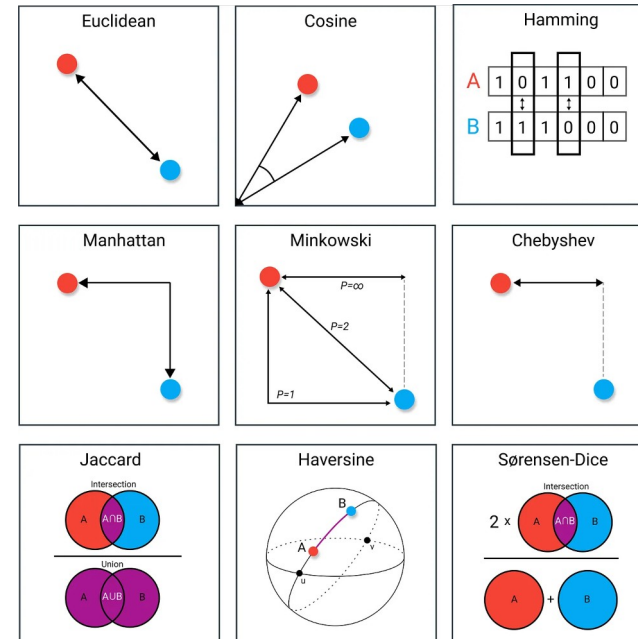 Euclidean
Cosine
Hamming
A 1 0 1 1 0 0
B 1 1 1 0 0 0
Manhattan
Minkowski
P=∞
P=2
P=1
Chebyshev
Jaccard
Intersection
A A∩B B
Union
A A∪B B
Haversine
B
A
v
u
Sørensen-Dice
Intersection
2 x A A∩B B
A + B